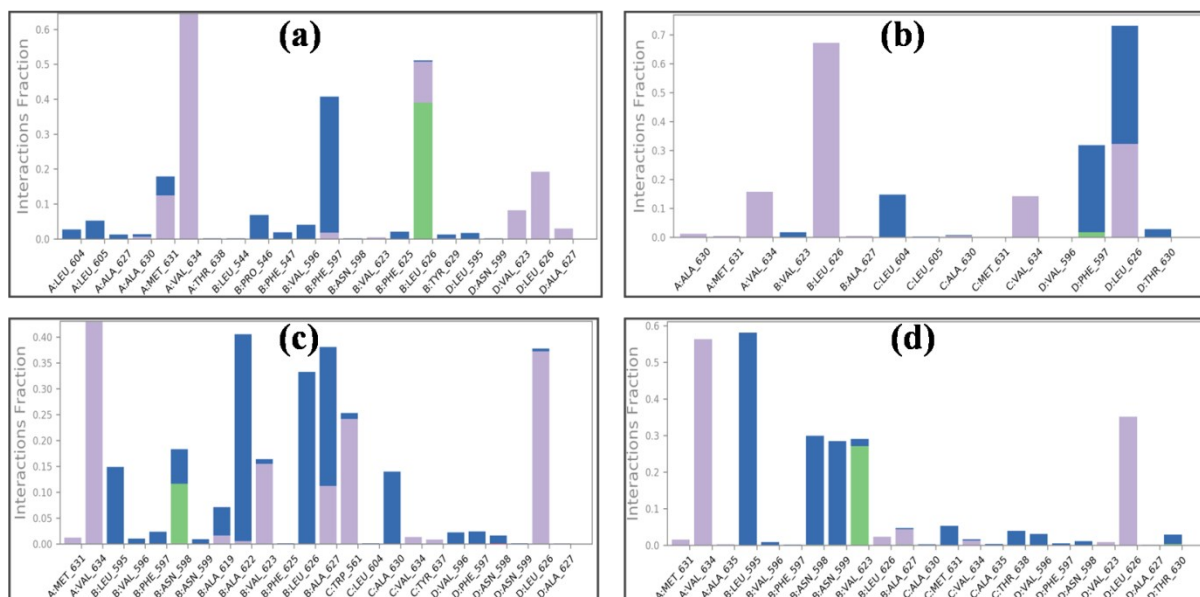 (a)
Interactions Fraction
0.6
0.5
0.4
0.3
0.2
0.1
0.0
A:LEU_604
A:LEU_605
A:ALA_627
A:ALA_630
A:MET_631
A:VAL_634
A:THR_638
B:LEU_544
B:PRO_546
B:PHE_547
B:VAL_596
B:PHE_597
B:ASN_598
B:VAL_623
B:PHE_625
B:LEU_626
B:TYR_629
D:LEU_595
D:ASN_599
D:VAL_623
D:LEU_626
D:ALA_627
(b)
Interactions Fraction
0.7
0.6
0.5
0.4
0.3
0.2
0.1
0.0
A:ALA_630
A:MET_631
A:VAL_634
B:VAL_623
B:LEU_626
B:ALA_627
C:LEU_604
C:LEU_605
C:ALA_630
C:MET_631
C:VAL_634
D:VAL_596
D:PHE_597
D:LEU_626
D:THR_630
(c)
Interactions Fraction
0.40
0.35
0.30
0.25
0.20
0.15
0.10
0.05
0.00
A:MET_631
A:VAL_634
B:LEU_595
B:VAL_596
B:PHE_597
B:ASN_598
B:ASN_599
B:ALA_619
B:ALA_622
B:VAL_623
B:PHE_625
B:LEU_626
B:ALA_627
C:TRP_561
C:LEU_604
C:ALA_630
C:VAL_634
C:TYR_637
D:VAL_596
D:PHE_597
D:ASN_598
D:ASN_599
D:LEU_626
D:ALA_627
(d)
Interactions Fraction
0.6
0.5
0.4
0.3
0.2
0.1
0.0
A:MET_631
A:VAL_634
A:ALA_635
B:LEU_595
B:VAL_596
B:PHE_597
B:ASN_598
B:ASN_599
B:VAL_623
B:LEU_626
B:ALA_627
C:ALA_630
C:MET_631
C:VAL_634
C:ALA_635
C:THR_638
D:VAL_596
D:PHE_597
D:ASN_598
D:VAL_623
D:LEU_626
D:ALA_627
D:THR_630